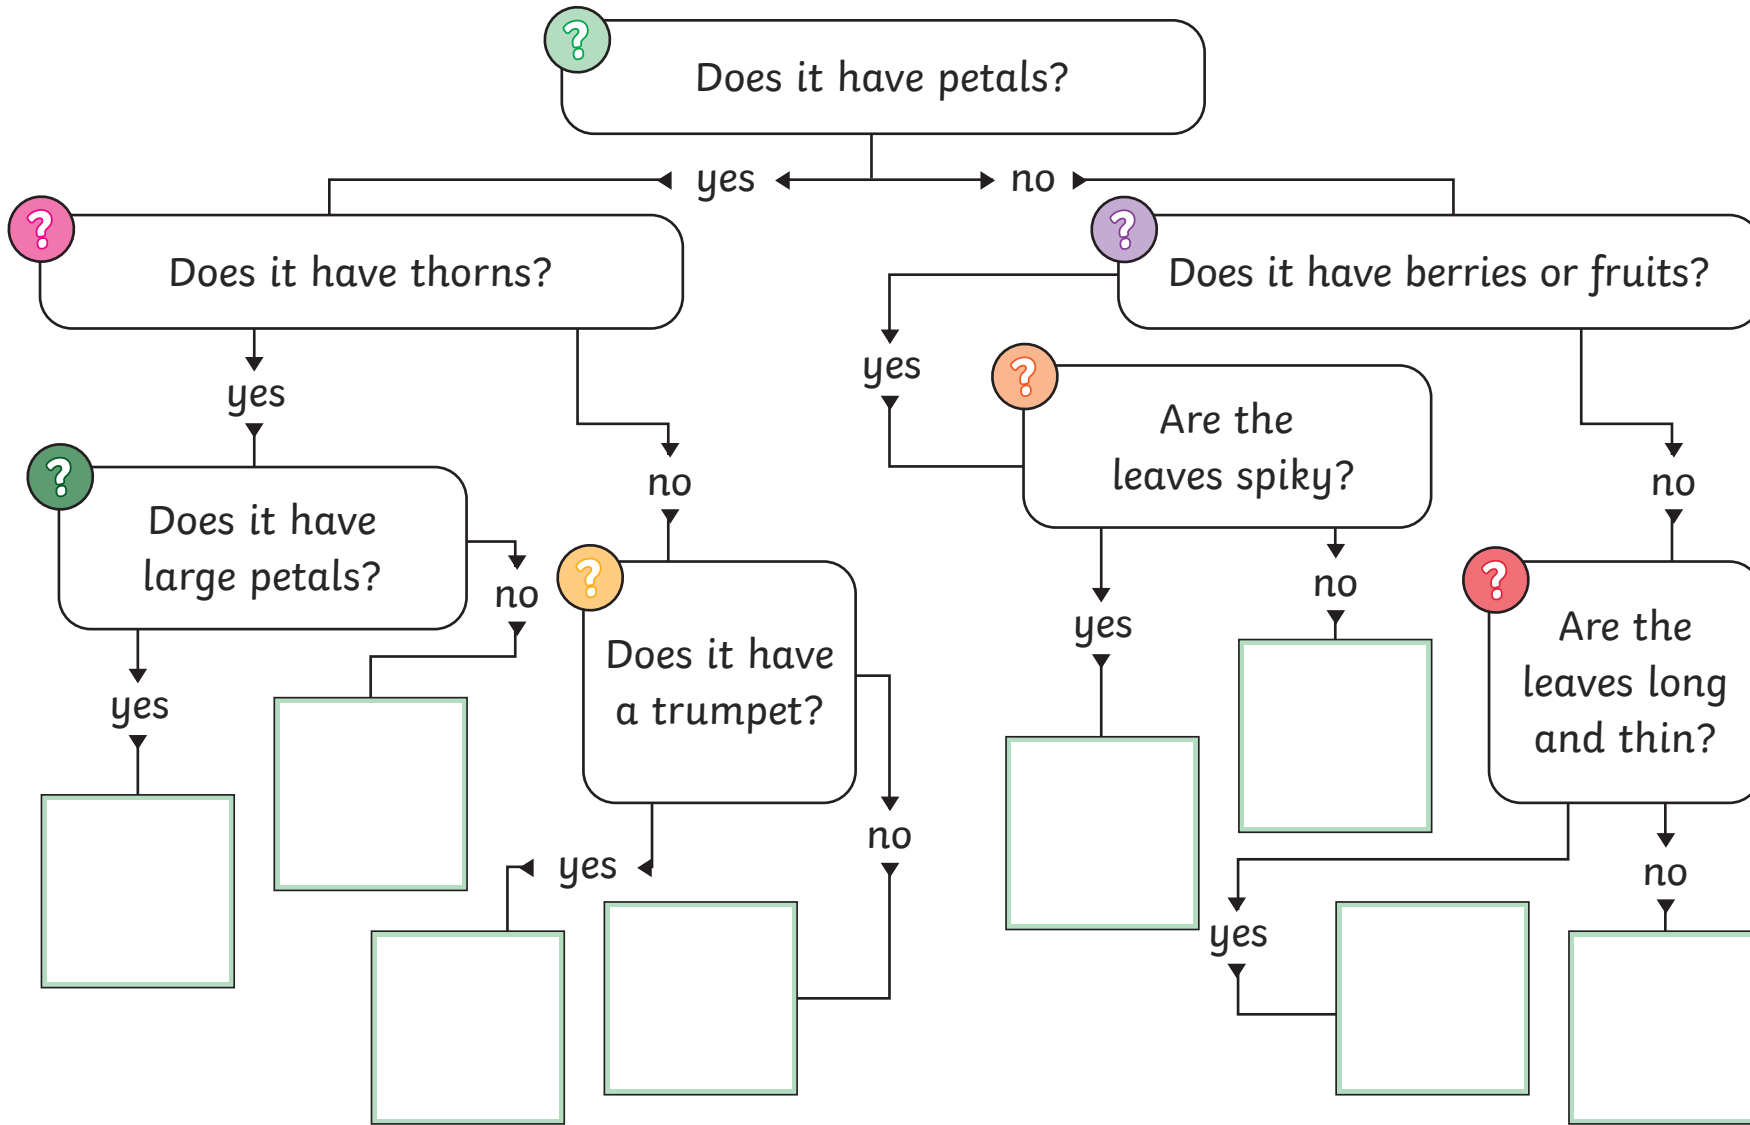 ?
Does it have petals?
yes
no
?
Does it have thorns?
?
Does it have berries or fruits?
yes
no
?
Does it have
large petals?
yes
no
?
Does it have
a trumpet?
yes
no
yes
?
Are the
leaves spiky?
yes
no
no
?
Are the
leaves long
and thin?
yes
no